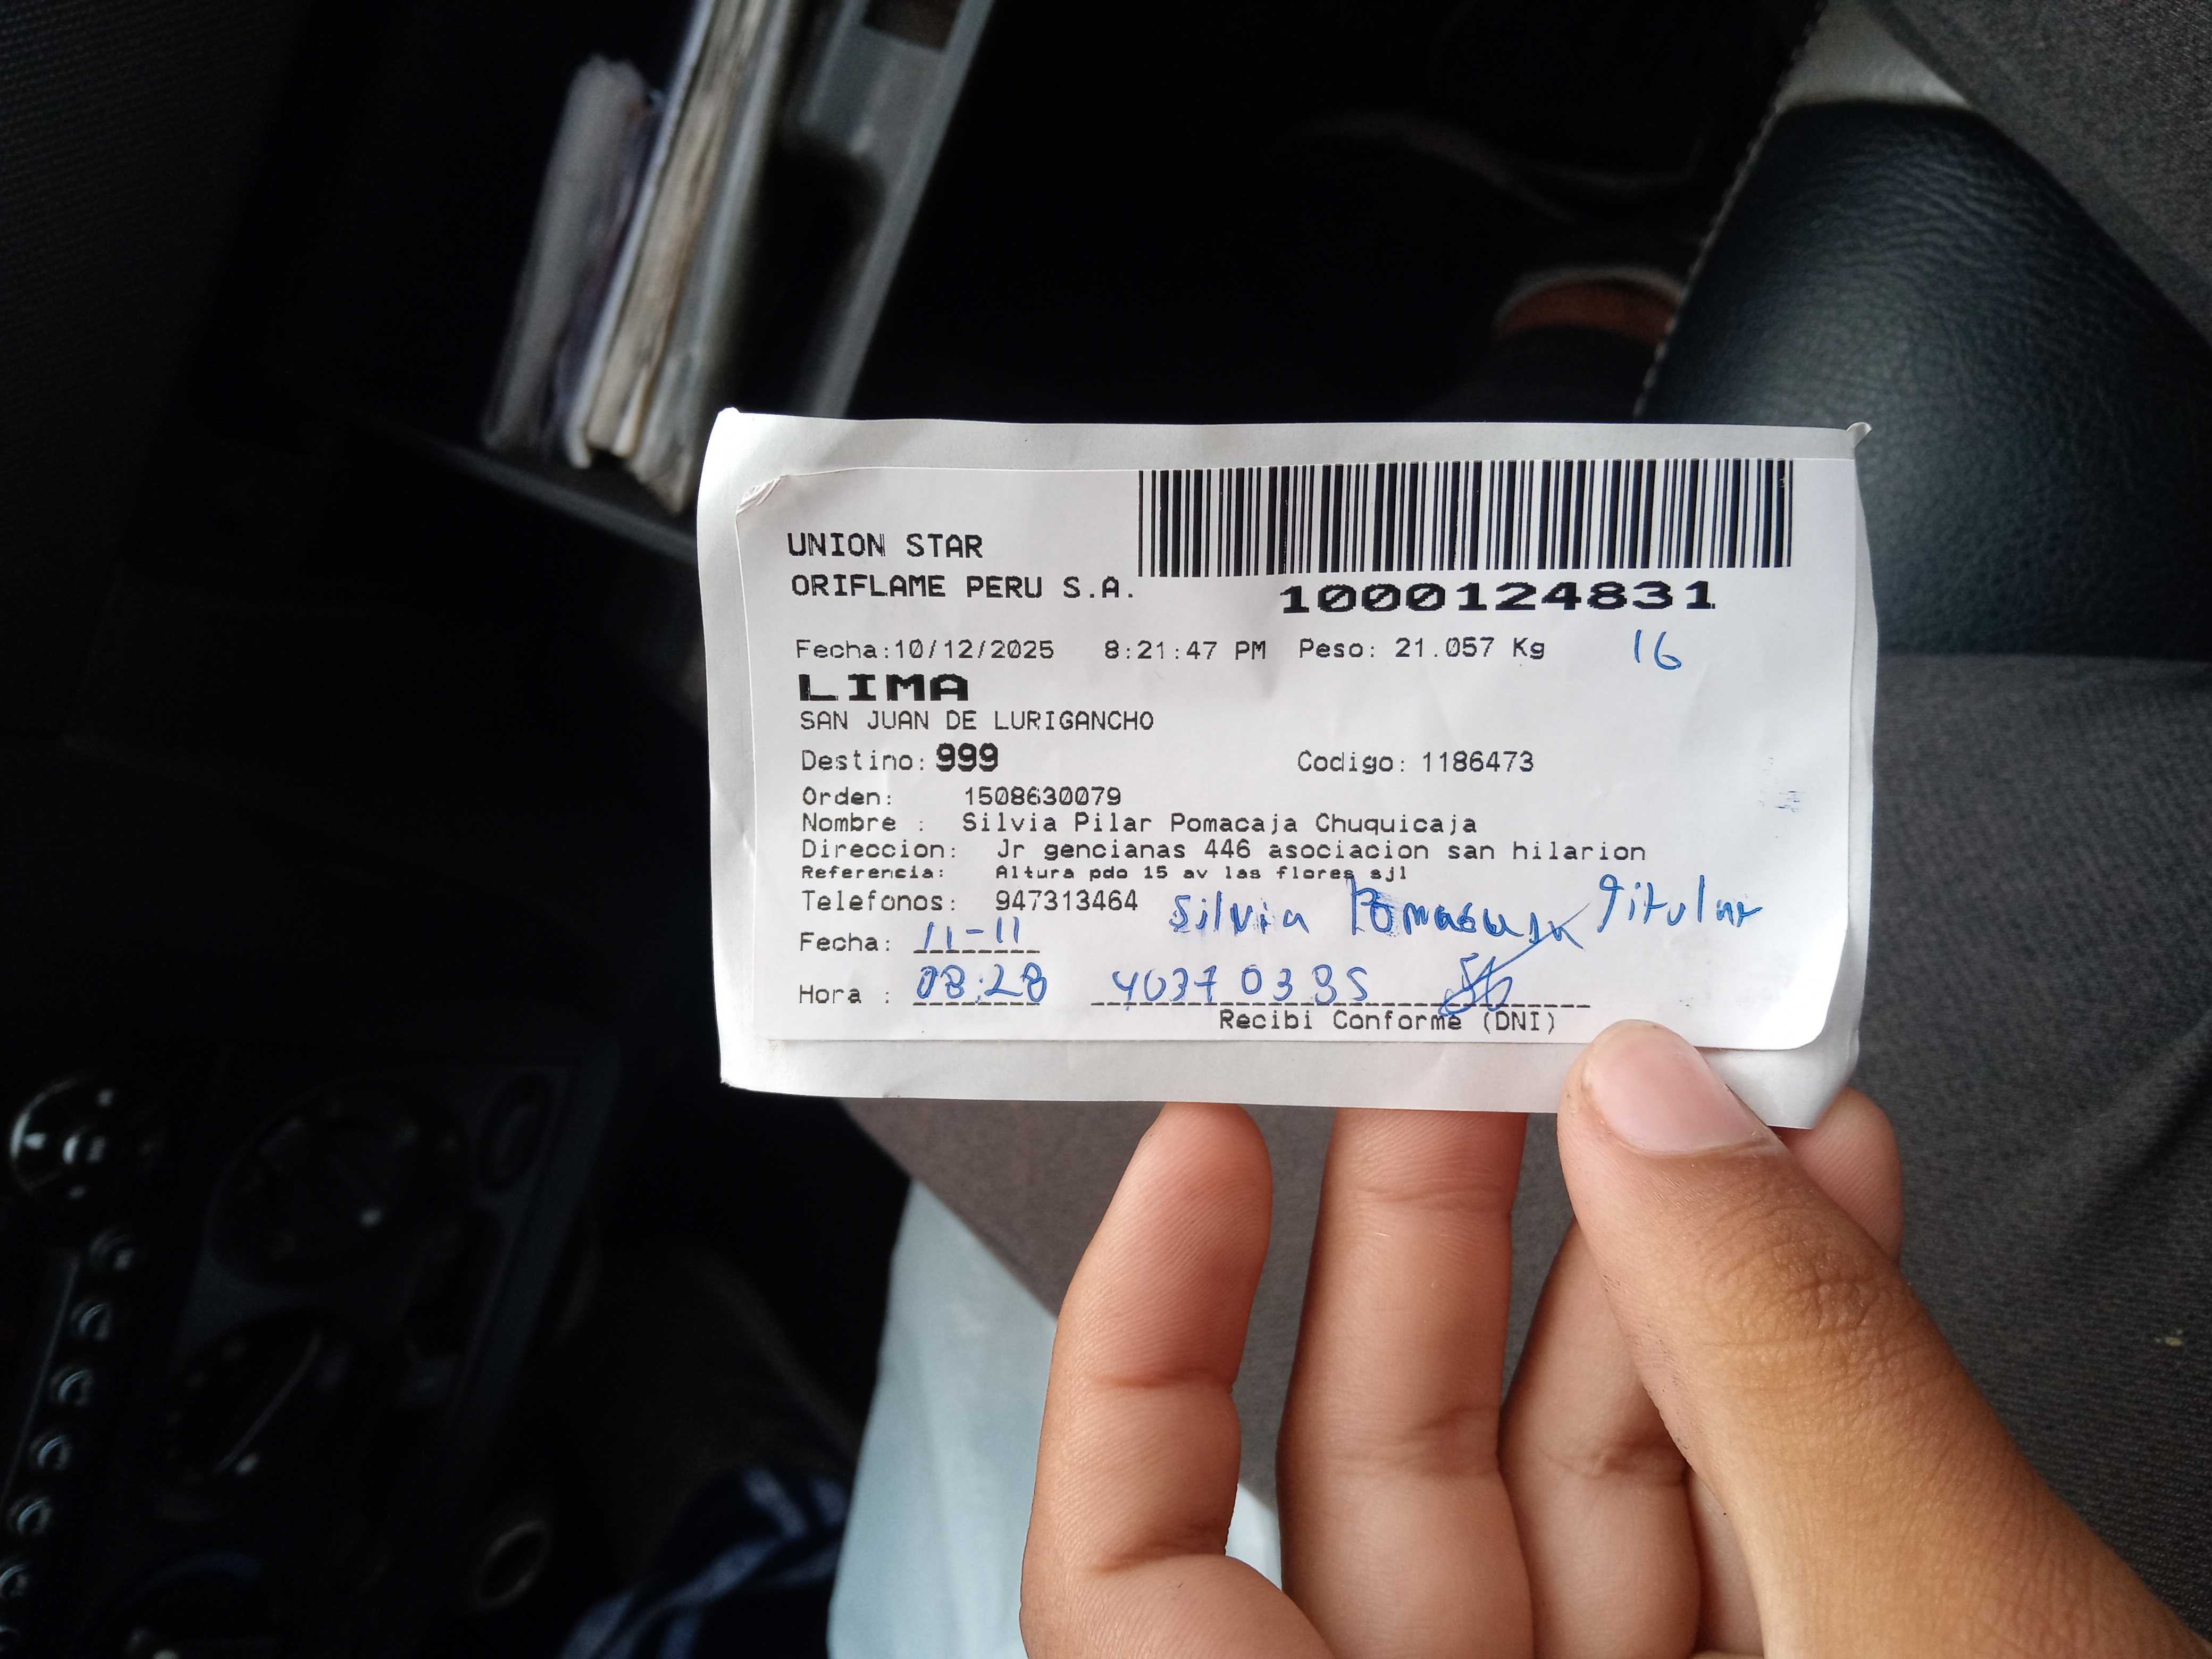 UNION STAR
ORIFLAME PERU S.A.
1000124831
Fecha:10/12/2025 8:21:47 PM Peso: 21.057 Kg 16
LIMA
SAN JUAN DE LURIGANCHO
Destino: 999 Codigo: 1186473
Orden: 1508630079
Nombre : Silvia Pilar Pomacaja Chuquicaja
Direccion: Jr gencianas 446 asociacion san hilarion
Referencia: Altura pdo 15 av las flores sjl
Telefonos: 947313464 Silvia Titular
Fecha: 11-11
Hora : 08:28
Recibi Conforme (DNI)